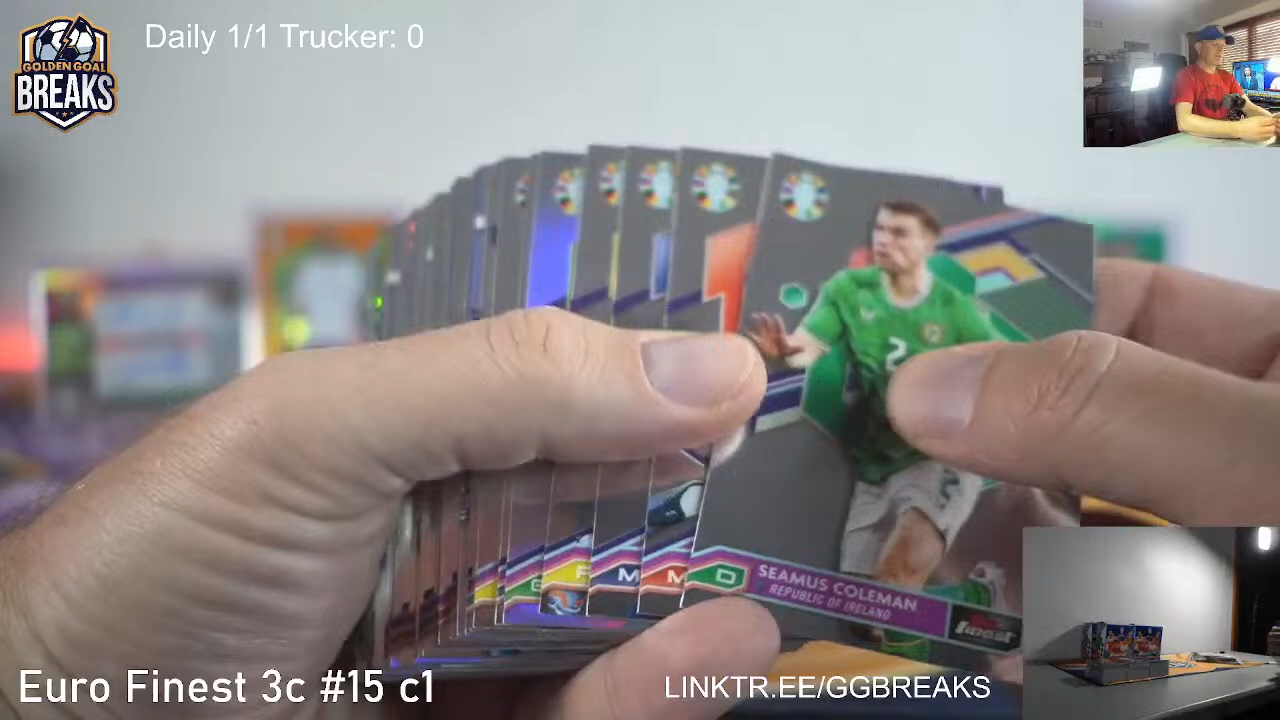 GOLDEN GOAL
BREAKS
Daily 1/1 Trucker: 0
2
D
SEAMUS COLEMAN
REPUBLIC OF IRELAND
finest
M
M
F
Euro Finest 3c #15 c1
LINKTR.EE/GGBREAKS